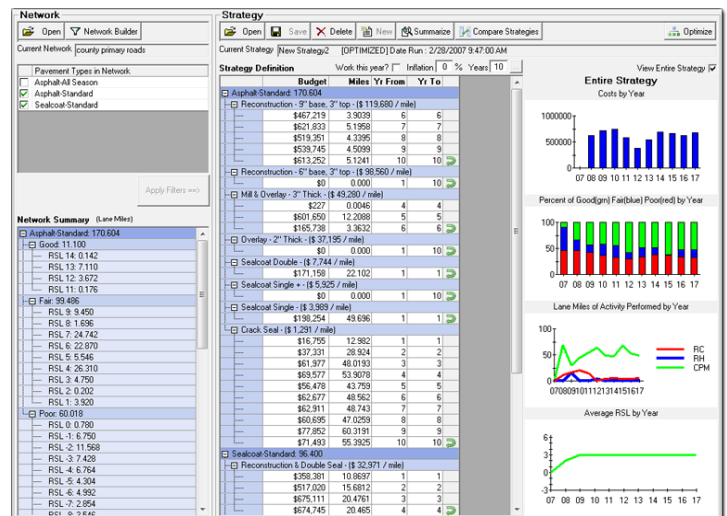 Network
Open Network Builder
Current Network county primary roads
Pavement Types in Network
Asphalt-All Season
Asphalt-Standard
Sealcoat-Standard
Apply Filters ==>
Network Summary (Lane Miles)
Asphalt-Standard: 170.604
Good: 11.100
RSL 14: 0.142
RSL 13: 7.110
RSL 12: 3.672
RSL 11: 0.176
Fair: 99.486
RSL 9: 9.450
RSL 8: 1.696
RSL 7: 24.742
RSL 6: 22.870
RSL 5: 5.546
RSL 4: 26.310
RSL 3: 4.750
RSL 2: 0.202
RSL 1: 3.920
Poor: 60.018
RSL 0: 0.780
RSL -1: 6.750
RSL -2: 11.568
RSL -3: 7.428
RSL -4: 6.764
RSL -5: 4.304
RSL -6: 4.992
RSL -7: 2.854
RSL -8: 2.546
Strategy
Open Save Delete New Summarize Compare Strategies Optimize
Current Strategy New Strategy2 [OPTIMIZED] Date Run : 2/28/2007 9:47:00 AM
Strategy Definition Work this year? Inflation 0 % Years 10 ...
Budget Miles Yr From Yr To
Asphalt-Standard: 170.604
Reconstruction - 9" base, 3" top - ($ 119,680 / mile)
$467,219 3.9039 6 6
$621,833 5.1958 7 7
$519,351 4.3395 8 8
$539,745 4.5099 9 9
$613,252 5.1241 10 10
Reconstruction - 6" base, 3" top - ($ 98,560 / mile)
$0 0.000 1 10
Mill & Overlay - 3" Thick - ($ 49,280 / mile)
$227 0.0046 4 4
$601,650 12.2088 5 5
$165,738 3.3632 6 6
Overlay - 2" Thick - ($ 37,195 / mile)
$0 0.000 1 10
Sealcoat Double - ($ 7,744 / mile)
$171,158 22.102 1 1
Sealcoat Single + - ($ 5,925 / mile)
$0 0.000 1 10
Sealcoat Single - ($ 3,989 / mile)
$198,254 49.696 1 1
Crack Seal - ($ 1,291 / mile)
$16,755 12.982 1 1
$37,331 28.924 2 2
$61,977 48.0193 3 3
$69,577 53.9078 4 4
$56,478 43.759 5 5
$62,677 48.562 6 6
$62,911 48.743 7 7
$60,695 47.0259 8 8
$77,852 60.3191 9 9
$71,493 55.3925 10 10
Sealcoat-Standard: 96.400
Reconstruction & Double Seal - ($ 32,971 / mile)
$358,381 10.8697 1 1
$517,020 15.6812 2 2
$675,111 20.4761 3 3
$674,745 20.465 4 4
View Entire Strategy
Entire Strategy
Costs by Year
1000000
500000
0
07 08 09 10 11 12 13 14 15 16 17
Percent of Good(grn) Fair(blue) Poor(red) by Year
100
50
0
07 08 09 10 11 12 13 14 15 16 17
Lane Miles of Activity Performed by Year
100
50
0
0708091011121314151617
RC
RH
CPM
Average RSL by Year
6
3
0
-3
07 08 09 10 11 12 13 14 15 16 17